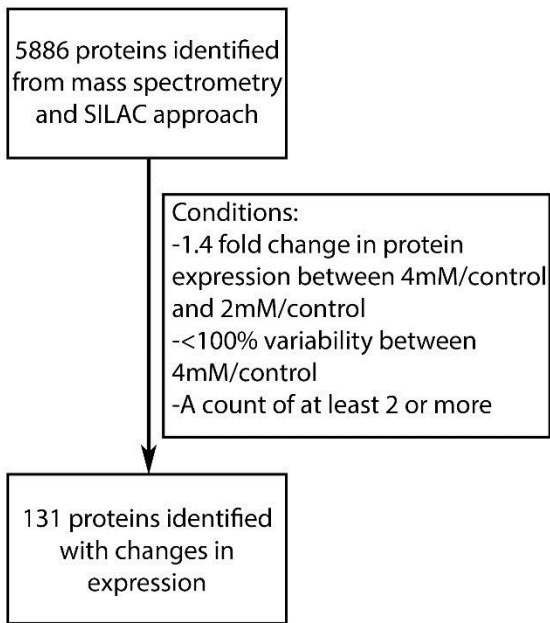 5886 proteins identified
from mass spectrometry
and SILAC approach
Conditions:
-1.4 fold change in protein
expression between 4mM/control
and 2mM/control
-<100% variability between
4mM/control
-A count of at least 2 or more
131 proteins identified
with changes in
expression